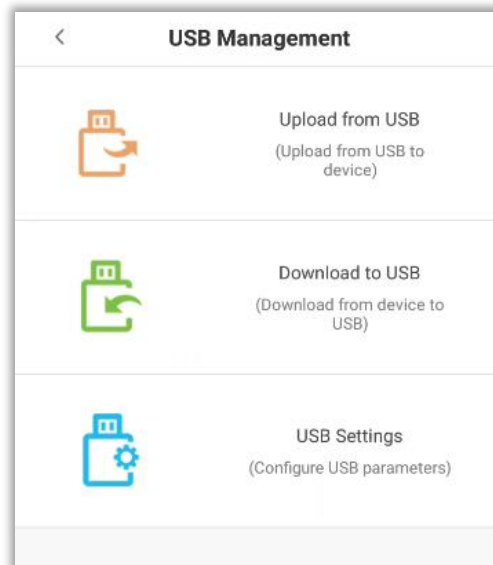 USB Management
Upload from USB
(Upload from USB to
device)
Download to USB
(Download from device to
USB)
USB Settings
(Configure USB parameters)